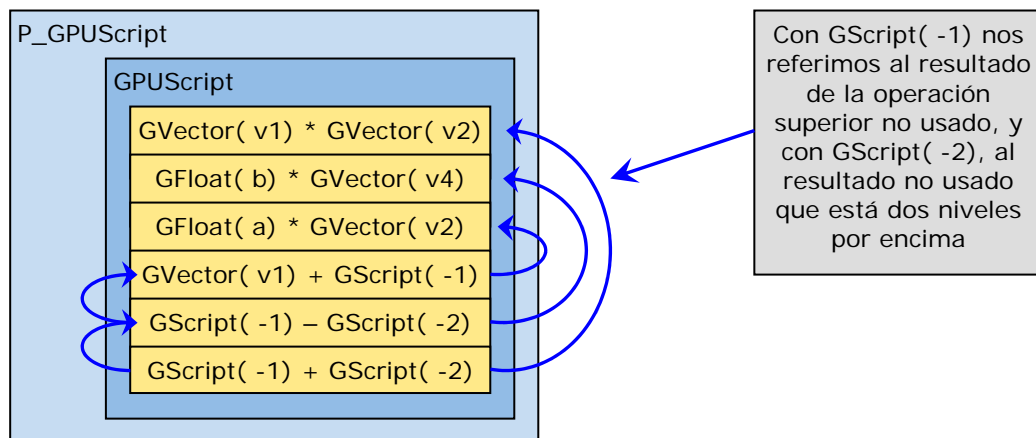 P_GPUScript
GPUScript
GVector( v1) * GVector( v2)
GFloat( b) * GVector( v4)
GFloat( a) * GVector( v2)
GVector( v1) + GScript( -1)
GScript( -1) – GScript( -2)
GScript( -1) + GScript( -2)
Con GScript( -1) nos
referimos al resultado
de la operación
superior no usado, y
con GScript( -2), al
resultado no usado
que está dos niveles
por encima